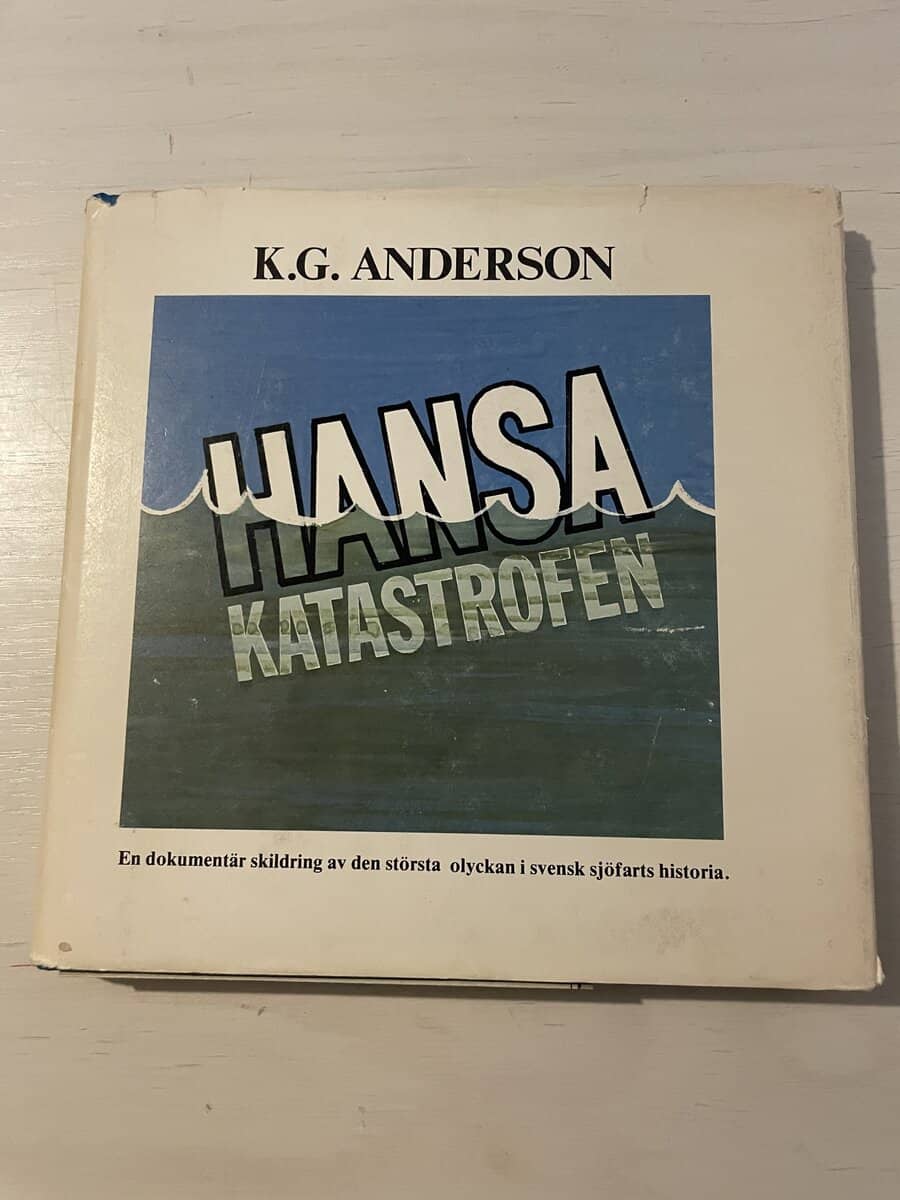 K.G. ANDERSON
HANSA
KATASTROFEN
En dokumentär skildring av den största olyckan i svensk sjöfarts historia.